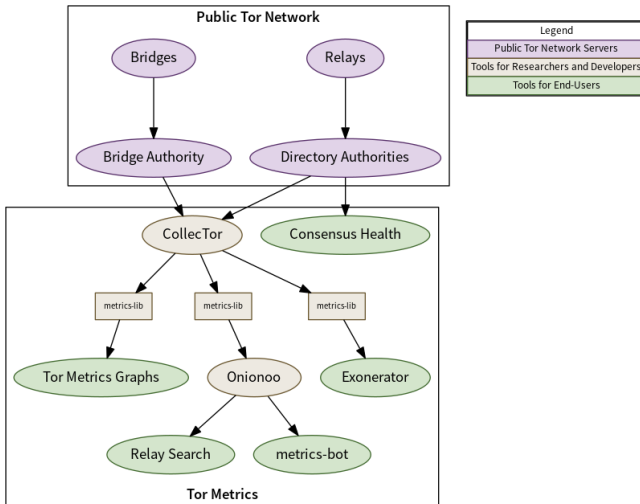 Public Tor Network
Legend
Public Tor Network Servers
Tools for Researchers and Developers
Tools for End-Users
Bridges
Relays
Bridge Authority
Directory Authorities
CollecTor
Consensus Health
metrics-lib
metrics-lib
metrics-lib
Tor Metrics Graphs
Onionoo
Exonerator
Relay Search
metrics-bot
Tor Metrics